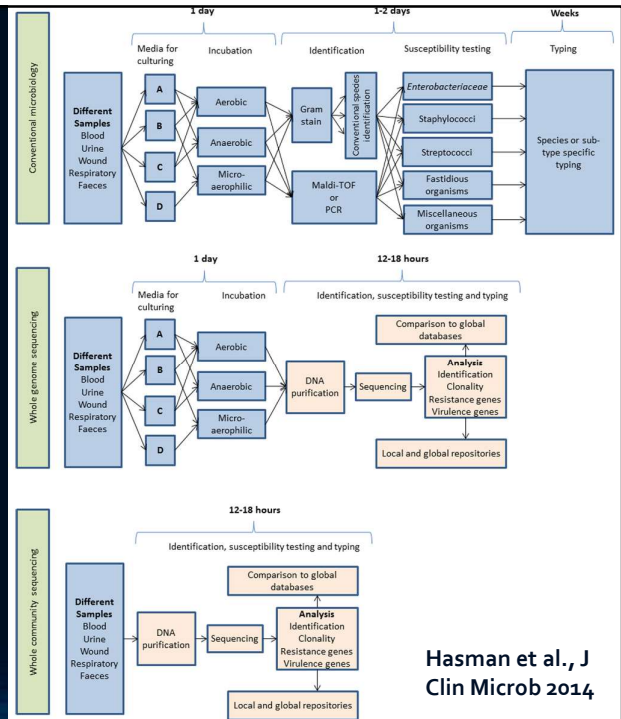 Conventional microbiology
1 day
1-2 days
Weeks
Media for
culturing
Incubation
Identification
Susceptibility testing
Typing
Different
Samples
Blood
Urine
Wound
Respiratory
Faeces
A
B
C
D
Aerobic
Anaerobic
Micro-
aerophilic
Gram
stain
Conventional species
identification
Maldi-TOF
or
PCR
Enterobacteriaceae
Staphylococci
Streptococci
Fastidious
organisms
Miscellaneous
organisms
Species or sub-
type specific
typing
Whole genome sequencing
1 day
12-18 hours
Media for
culturing
Incubation
Identification, susceptibility testing and typing
Different
Samples
Blood
Urine
Wound
Respiratory
Faeces
A
B
C
D
Aerobic
Anaerobic
Micro-
aerophilic
DNA
purification
Sequencing
Comparison to global
databases
Analysis
Identification
Clonality
Resistance genes
Virulence genes
Local and global repositories
Whole community sequencing
12-18 hours
Identification, susceptibility testing and typing
Different
Samples
Blood
Urine
Wound
Respiratory
Faeces
DNA
purification
Sequencing
Comparison to global
databases
Analysis
Identification
Clonality
Resistance genes
Virulence genes
Local and global repositories
Hasman et al., J
Clin Microb 2014